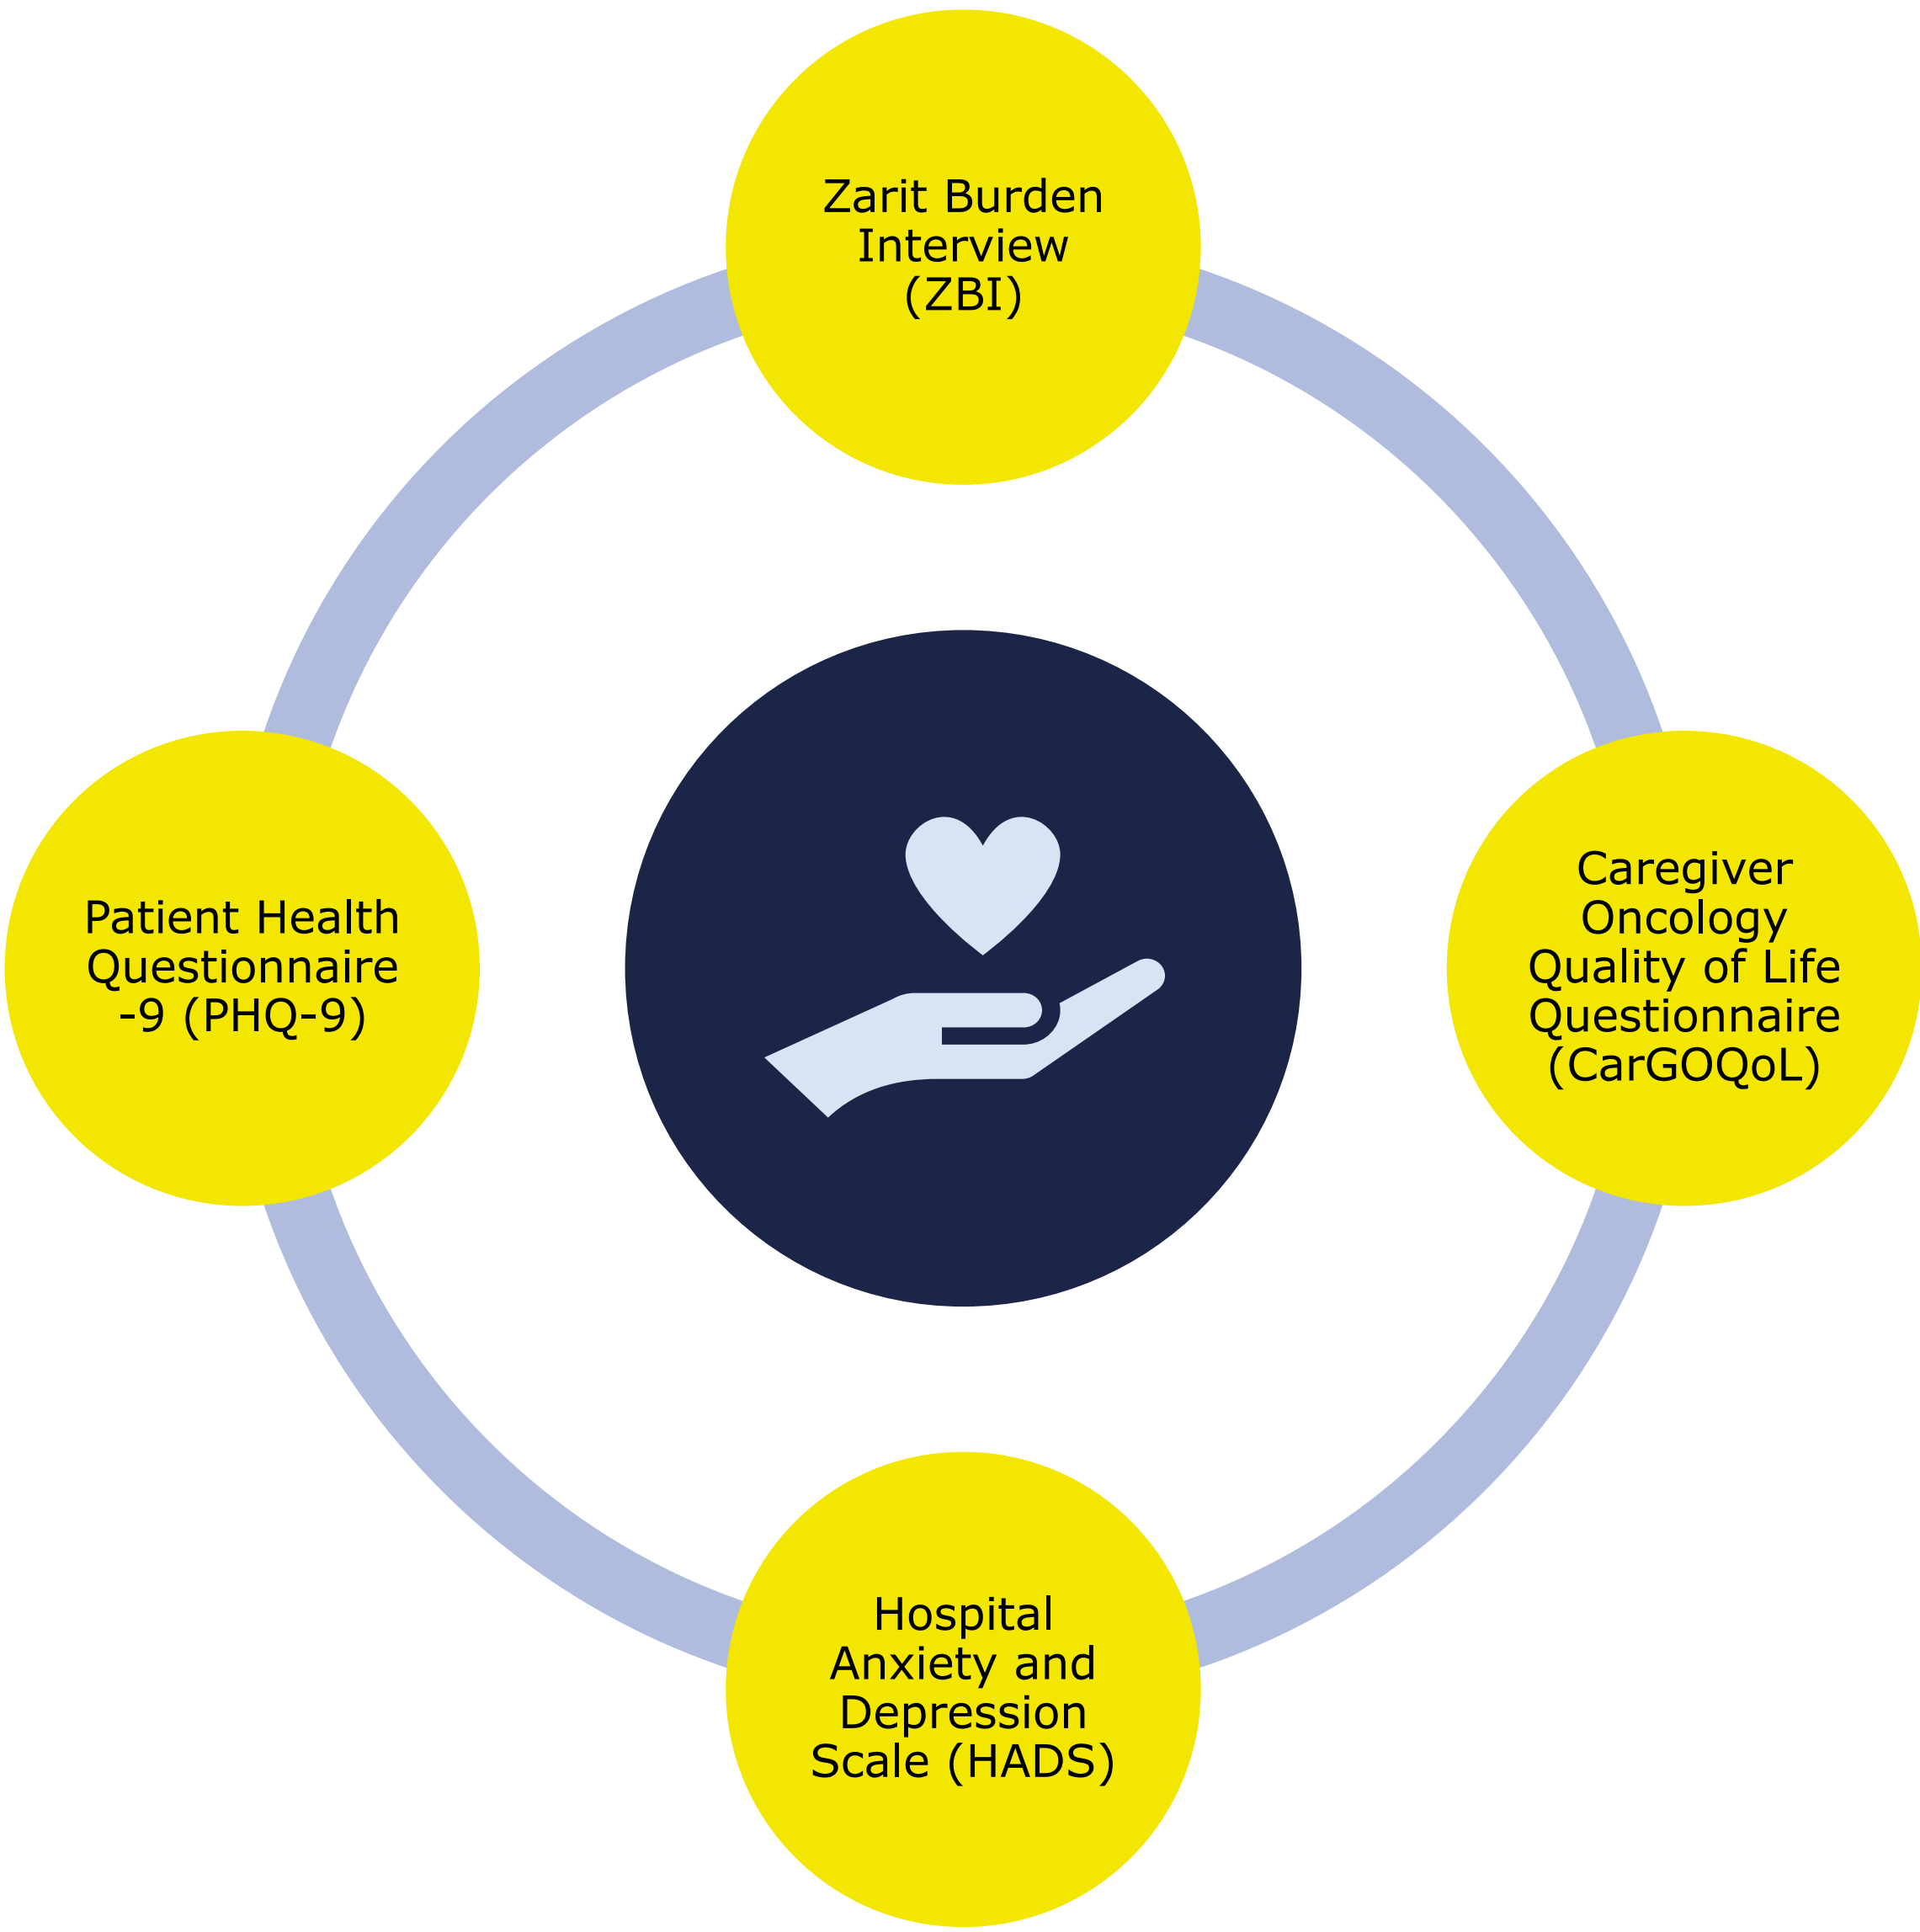 Zarit Burden
Interview
(ZBI)
Patient Health
Questionnaire
-9 (PHQ-9)
Caregiver
Oncology
Quality of Life
Questionnaire
(CarGOQoL)
Hospital
Anxiety and
Depression
Scale (HADS)